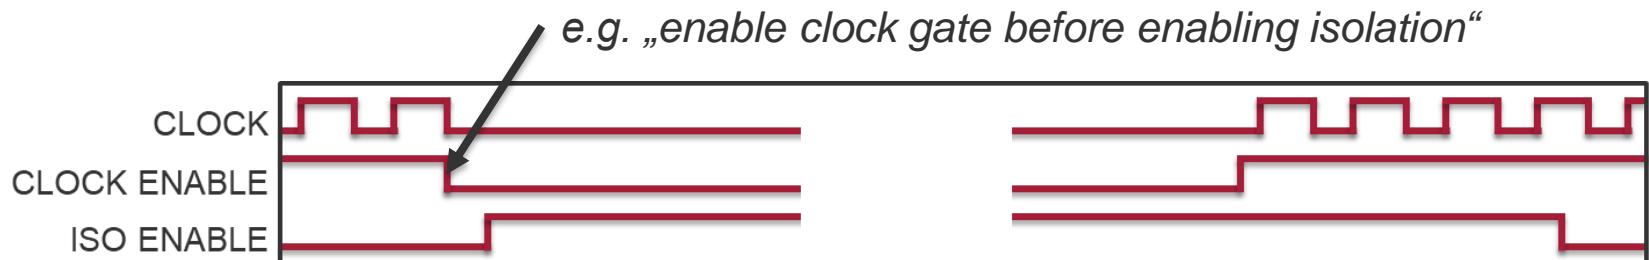 e.g. „enable clock gate before enabling isolation“
CLOCK
CLOCK ENABLE
ISO ENABLE